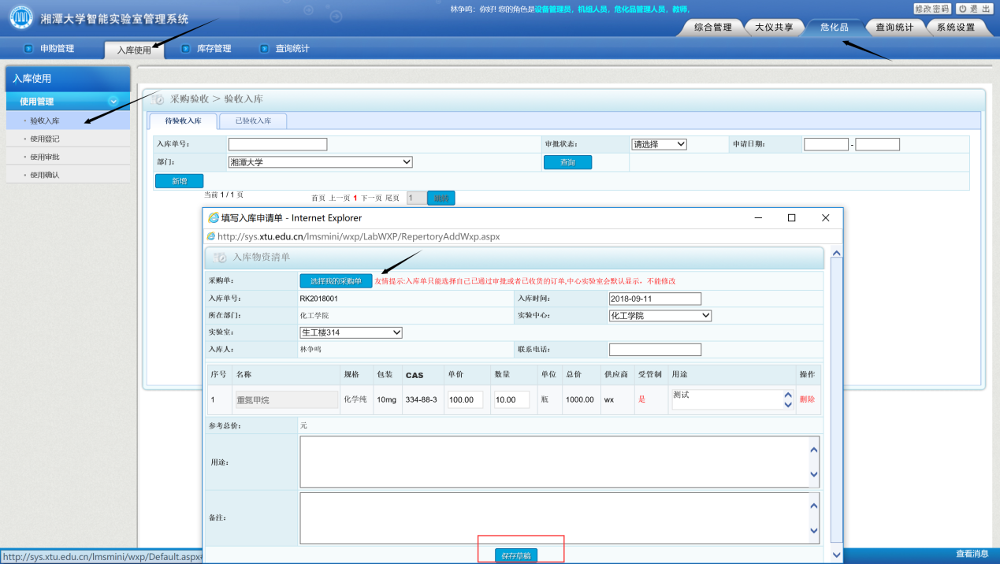 林争鸣：你好! 您的角色是设备管理员，机组人员，危化品管理人员，教师，
修改密码 退 出
湘潭大学智能实验室管理系统
综合管理 大仪共享 危化品 查询统计 系统设置
申购管理 入库使用 库存管理 查询统计
入库使用
使用管理
验收入库
使用登记
使用审批
使用确认
采购验收 > 验收入库
待验收入库 已验收入库
入库单号： 审批状态： 请选择 申请日期： -
部门： 湘潭大学 查询
新增
当前 1 / 1 页 首页 上一页 1 下一页 尾页 1 跳转
填写入库申请单 - Internet Explorer
http://sys.xtu.edu.cn/lmsmini/wxp/LabWXP/RepertoryAddWxp.aspx
入库物资清单
采购单： 选择我的采购单 友情提示:入库单只能选择自己已通过审批或者已收货的订单,中心实验室会默认显示，不能修改
入库单号： RK2018001 入库时间： 2018-09-11
所在部门： 化工学院 实验中心： 化工学院
实验室： 生工楼314
入库人： 林争鸣 联系电话：
序号 名称 规格 包装 CAS 单价 数量 单位 总价 供应商 受管制 用途 操作
1 重氮甲烷 化学纯 10mg 334-88-3 100.00 10.00 瓶 1000.00 wx 是 测试 删除
参考总价： 元
用途：
备注：
保存草稿
http://sys.xtu.edu.cn/lmsmini/wxp/Default.aspx#
查看消息